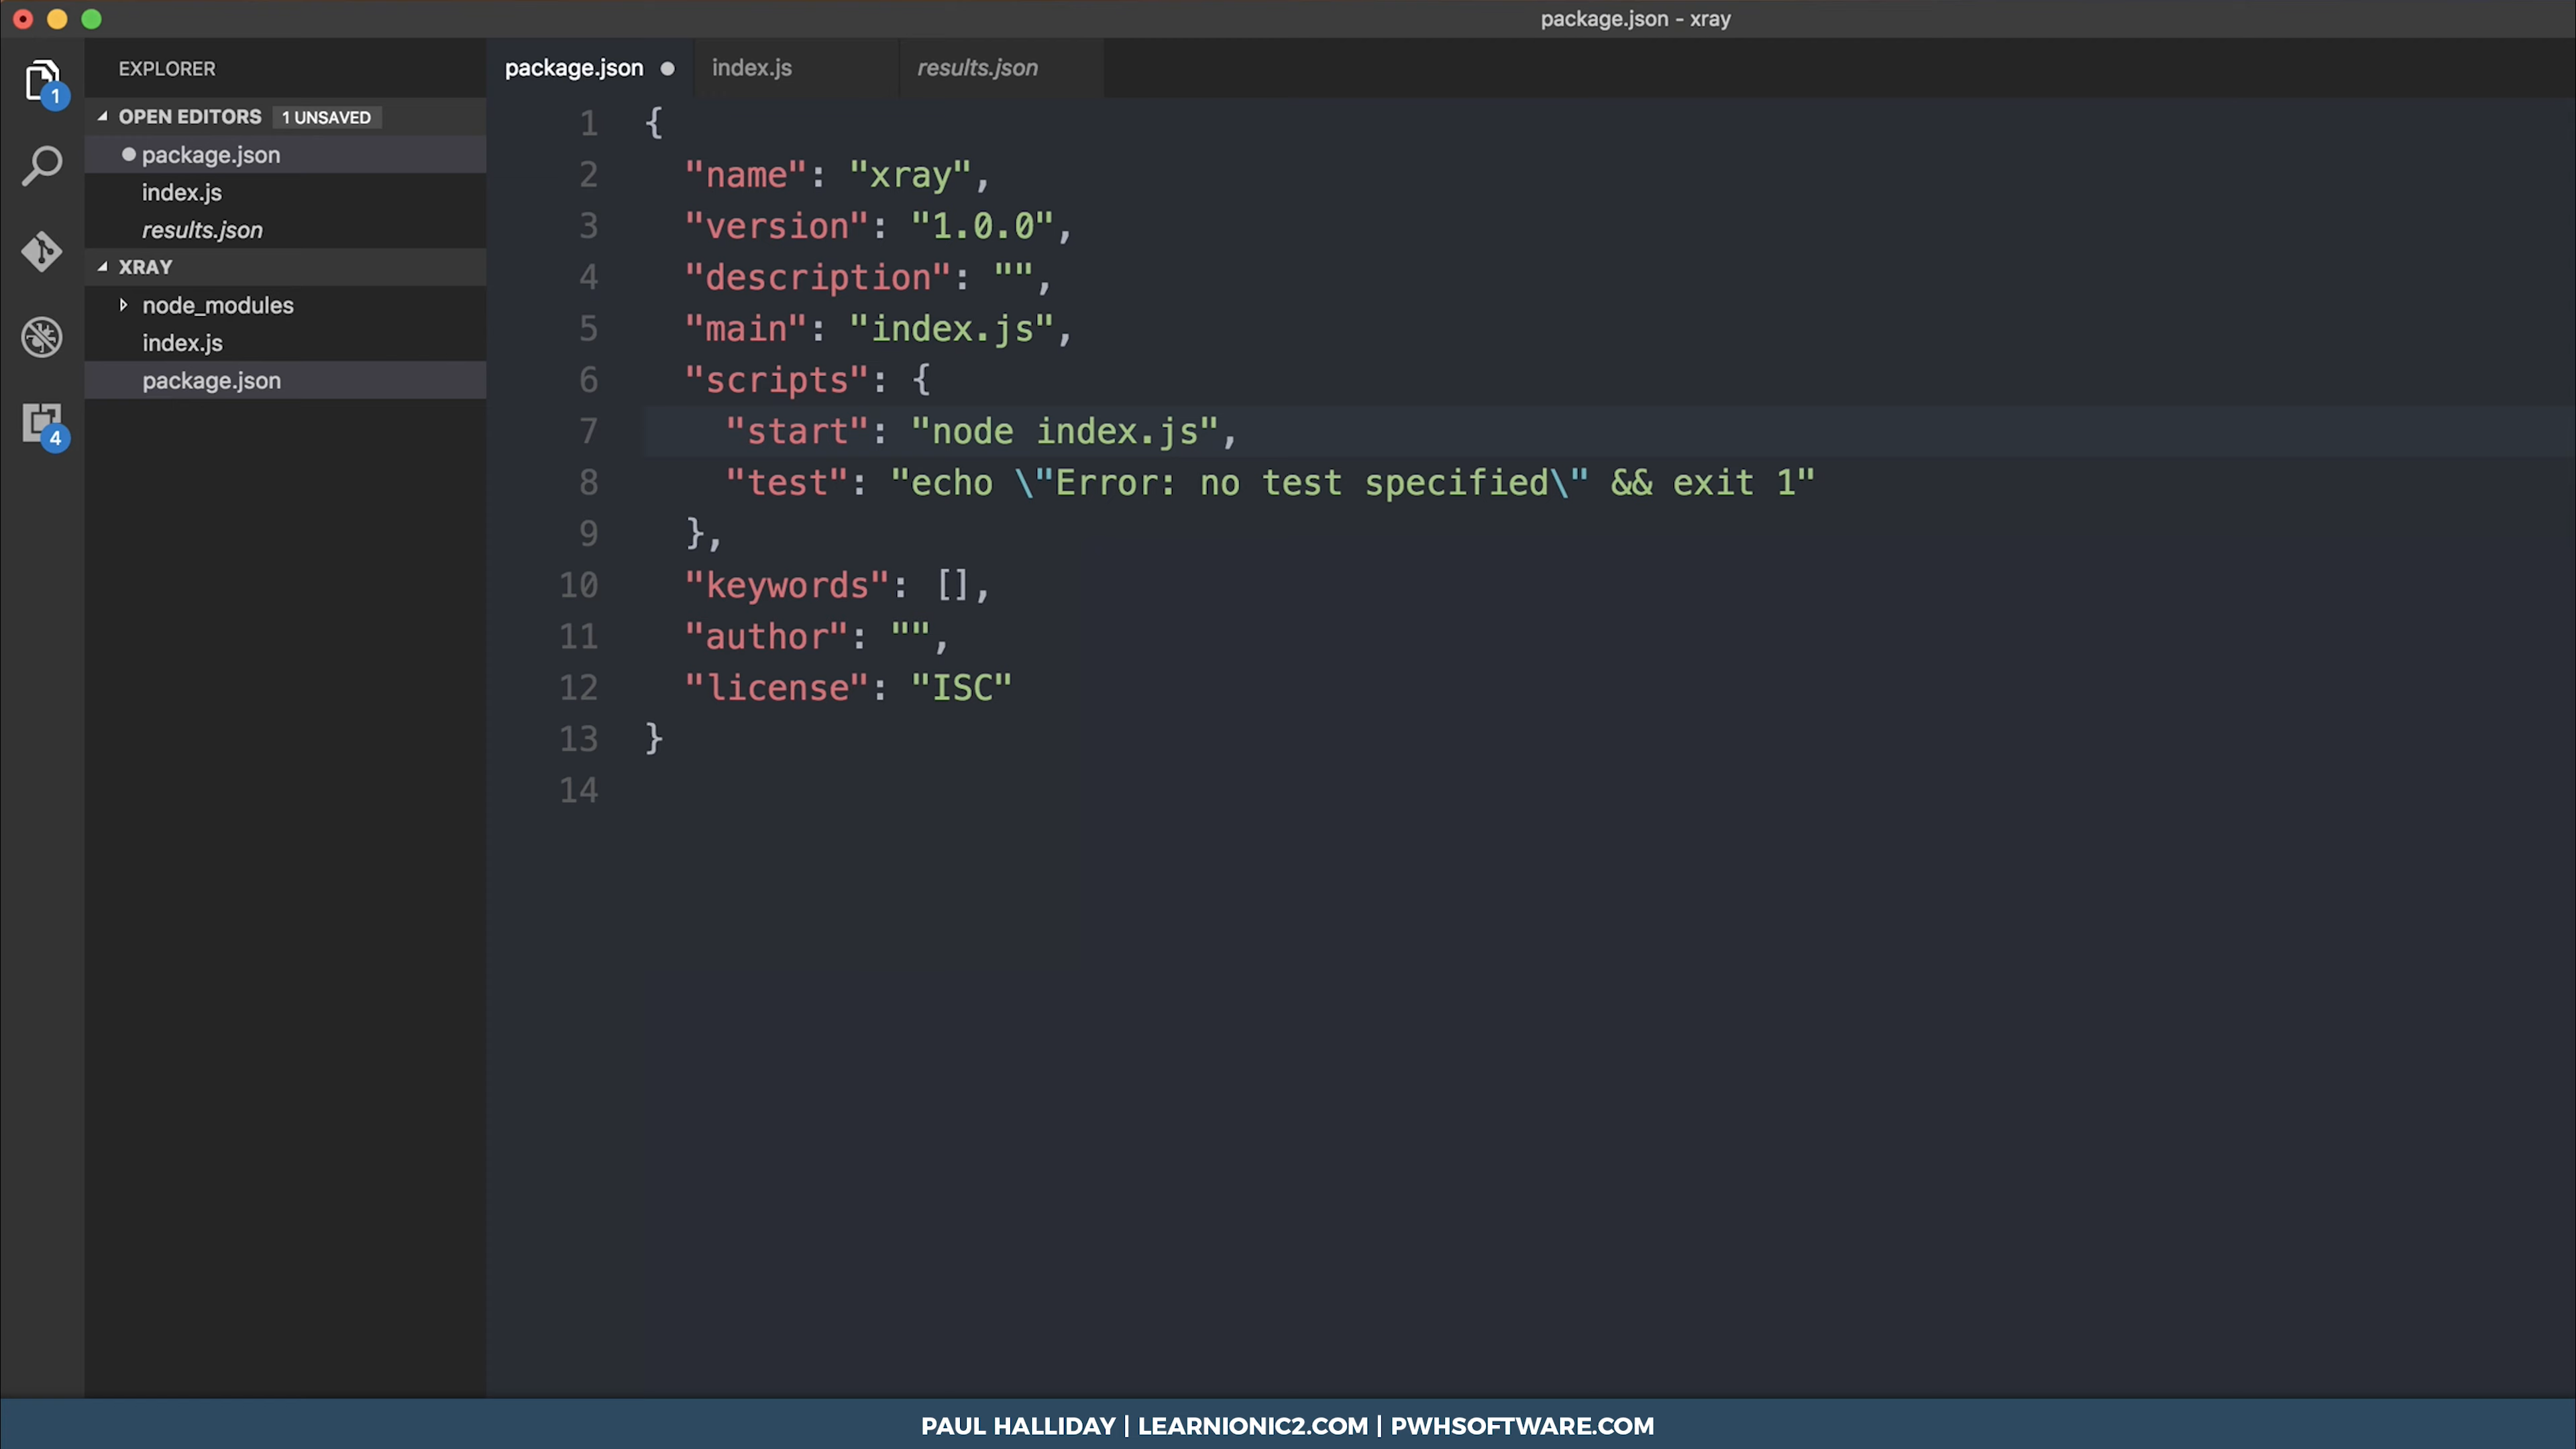 package.json - xray
EXPLORER
OPEN EDITORS 1 UNSAVED
package.json
index.js
results.json
XRAY
node_modules
index.js
package.json
1
4
package.json index.js results.json
1 {
2 "name": "xray",
3 "version": "1.0.0",
4 "description": "",
5 "main": "index.js",
6 "scripts": {
7 "start": "node index.js",
8 "test": "echo \"Error: no test specified\" && exit 1"
9 },
10 "keywords": [],
11 "author": "",
12 "license": "ISC"
13 }
14
PAUL HALLIDAY | LEARNIONIC2.COM | PWHSOFTWARE.COM